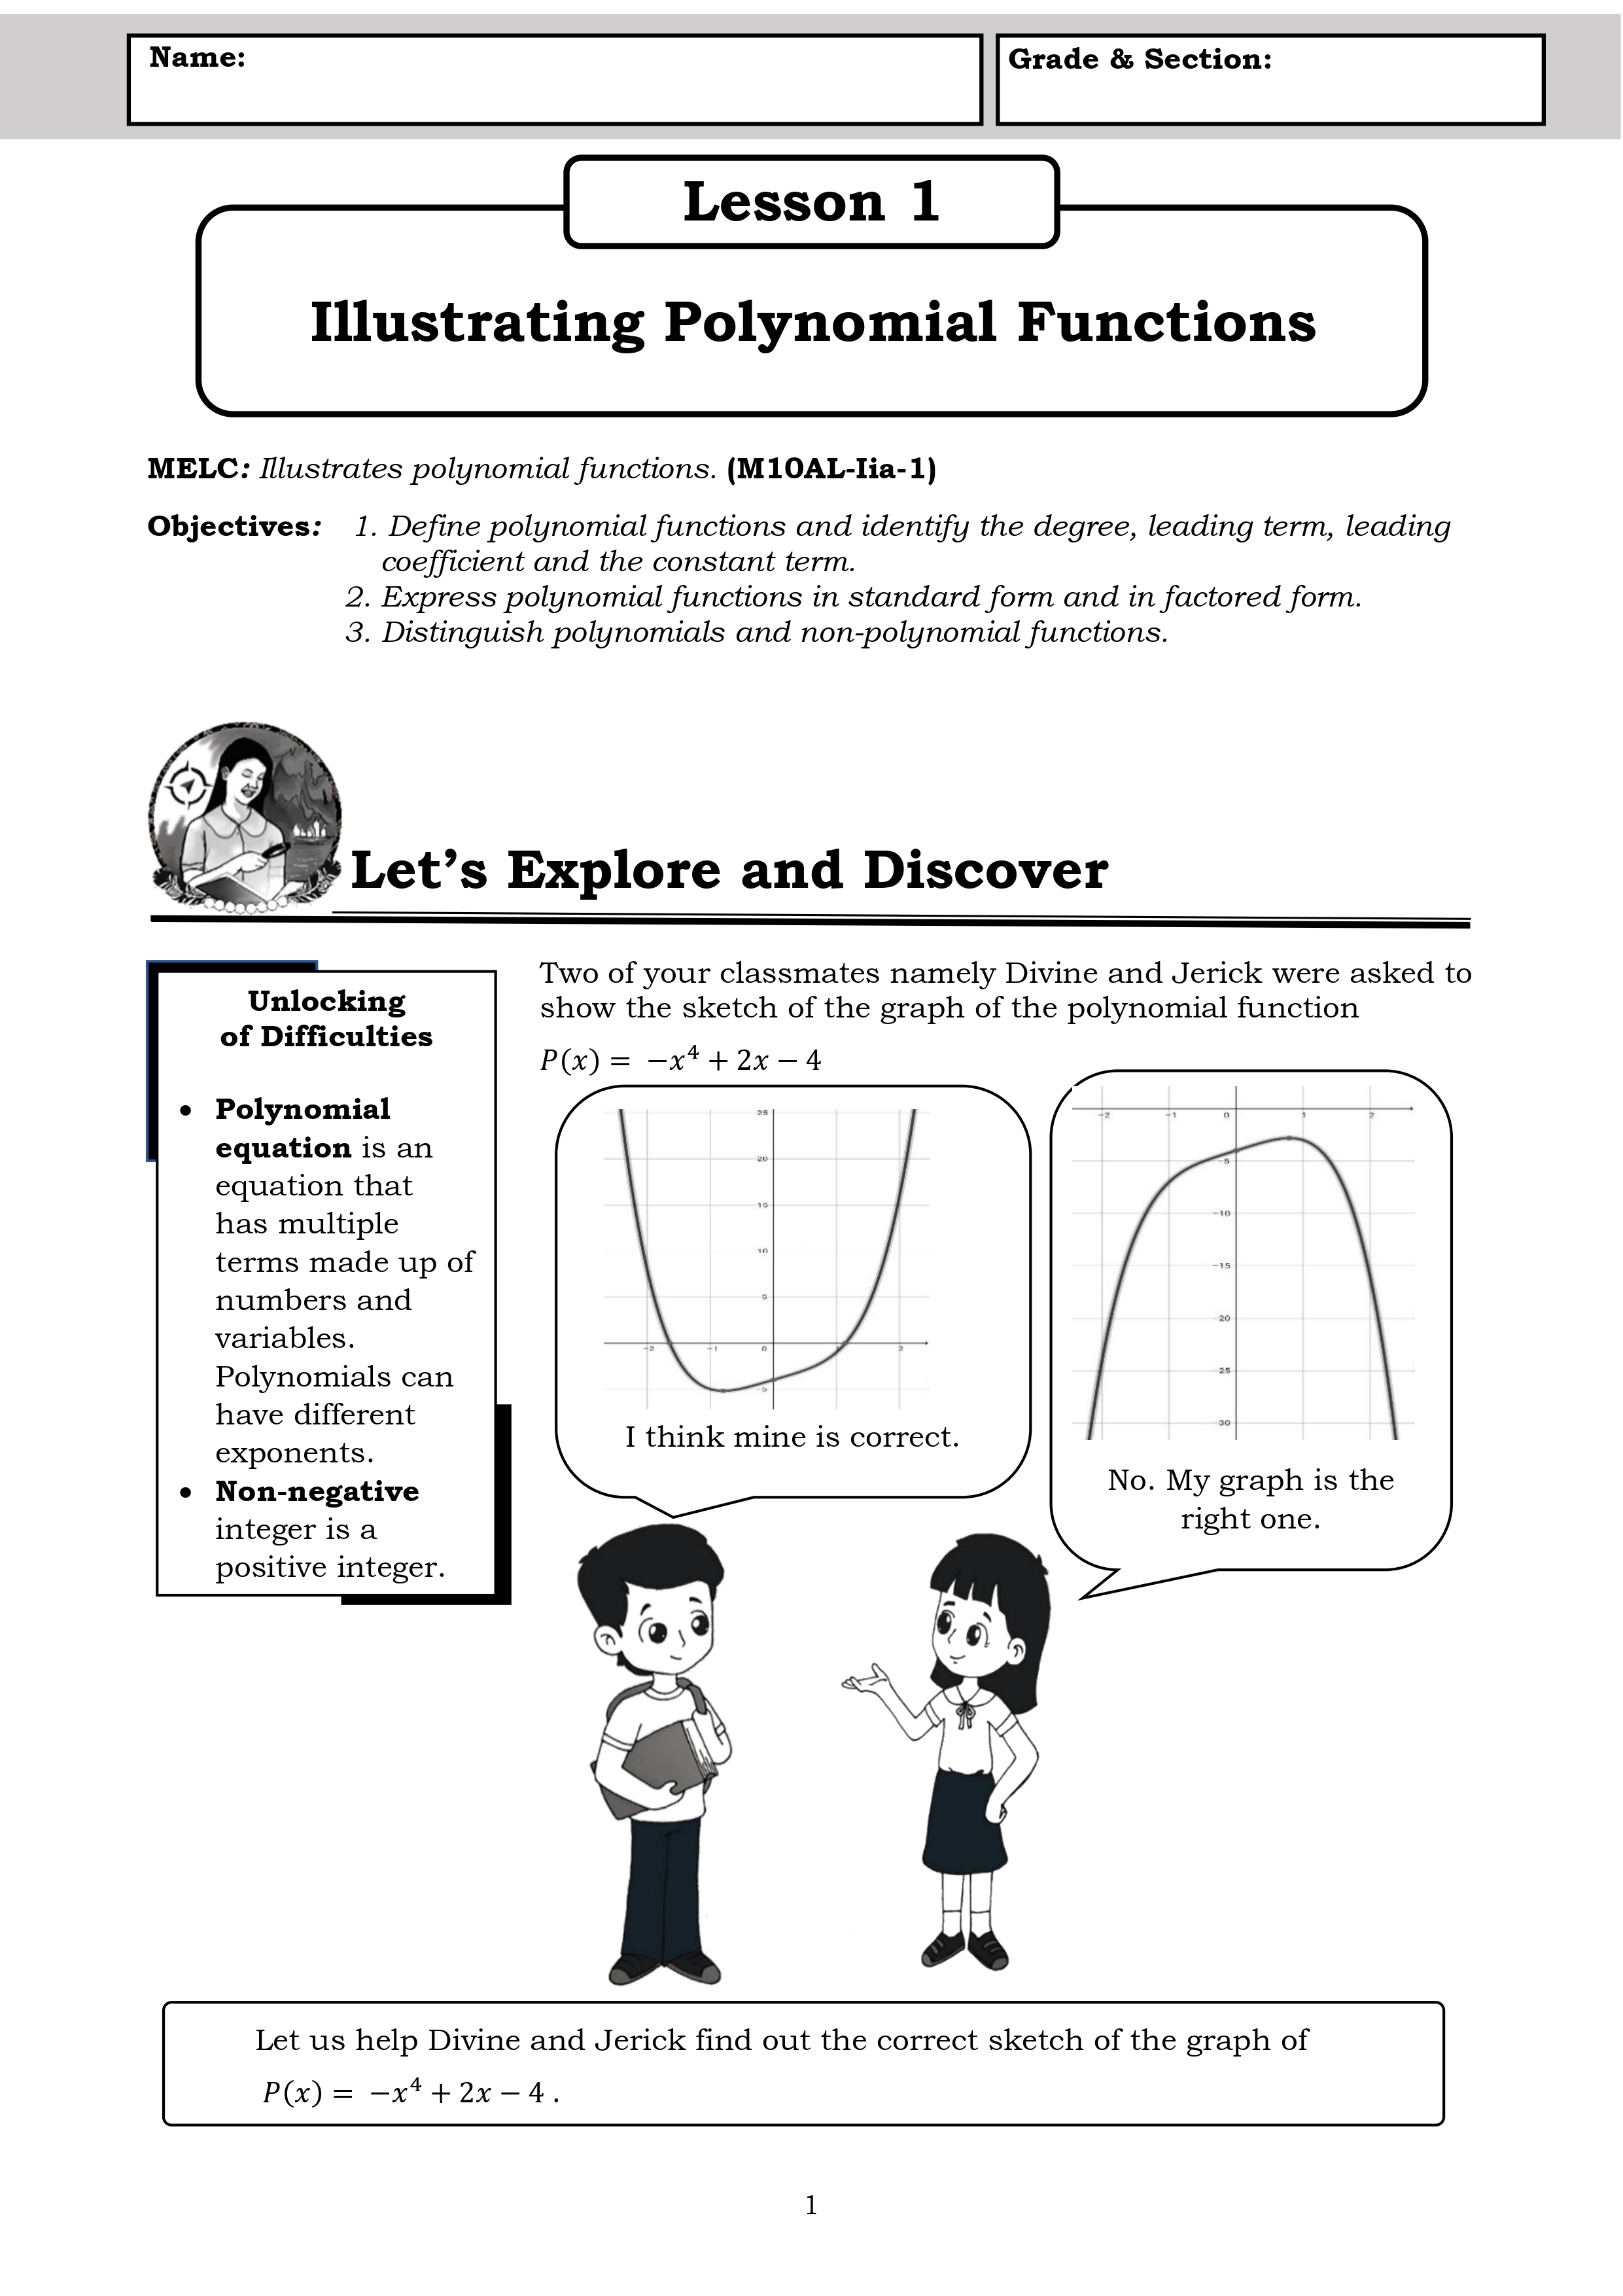 Name:
Grade & Section:
Lesson 1
Illustrating Polynomial Functions
MELC: Illustrates polynomial functions. (M10AL-Iia-1)
Objectives: 1. Define polynomial functions and identify the degree, leading term, leading
coefficient and the constant term.
2. Express polynomial functions in standard form and in factored form.
3. Distinguish polynomials and non-polynomial functions.
Let's Explore and Discover
Unlocking
of Difficulties
• Polynomial
equation is an
equation that
has multiple
terms made up of
numbers and
variables.
Polynomials can
have different
exponents.
• Non-negative
integer is a
positive integer.
Two of your classmates namely Divine and Jerick were asked to
show the sketch of the graph of the polynomial function
P(x) = −x⁴ + 2x − 4
25
20
15
10
5
−2 −1 0 1 2
−5
I think mine is correct.
−2 −1 0 1 2
−5
−10
−15
−20
−25
−30
No. My graph is the
right one.
Let us help Divine and Jerick find out the correct sketch of the graph of
P(x) = −x⁴ + 2x − 4 .
1